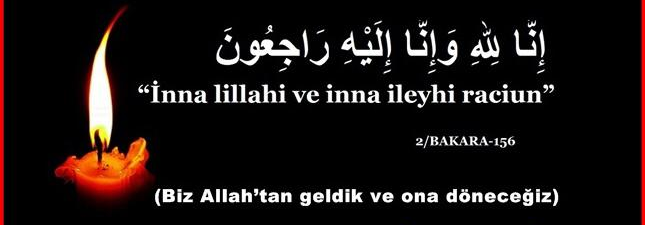 إِنَّا لِلّهِ وَإِنَّا إِلَيْهِ رَاجِعُونَ
“İnna lillahi ve inna ileyhi raciun”
2/BAKARA-156
(Biz Allah’tan geldik ve ona döneceğiz)